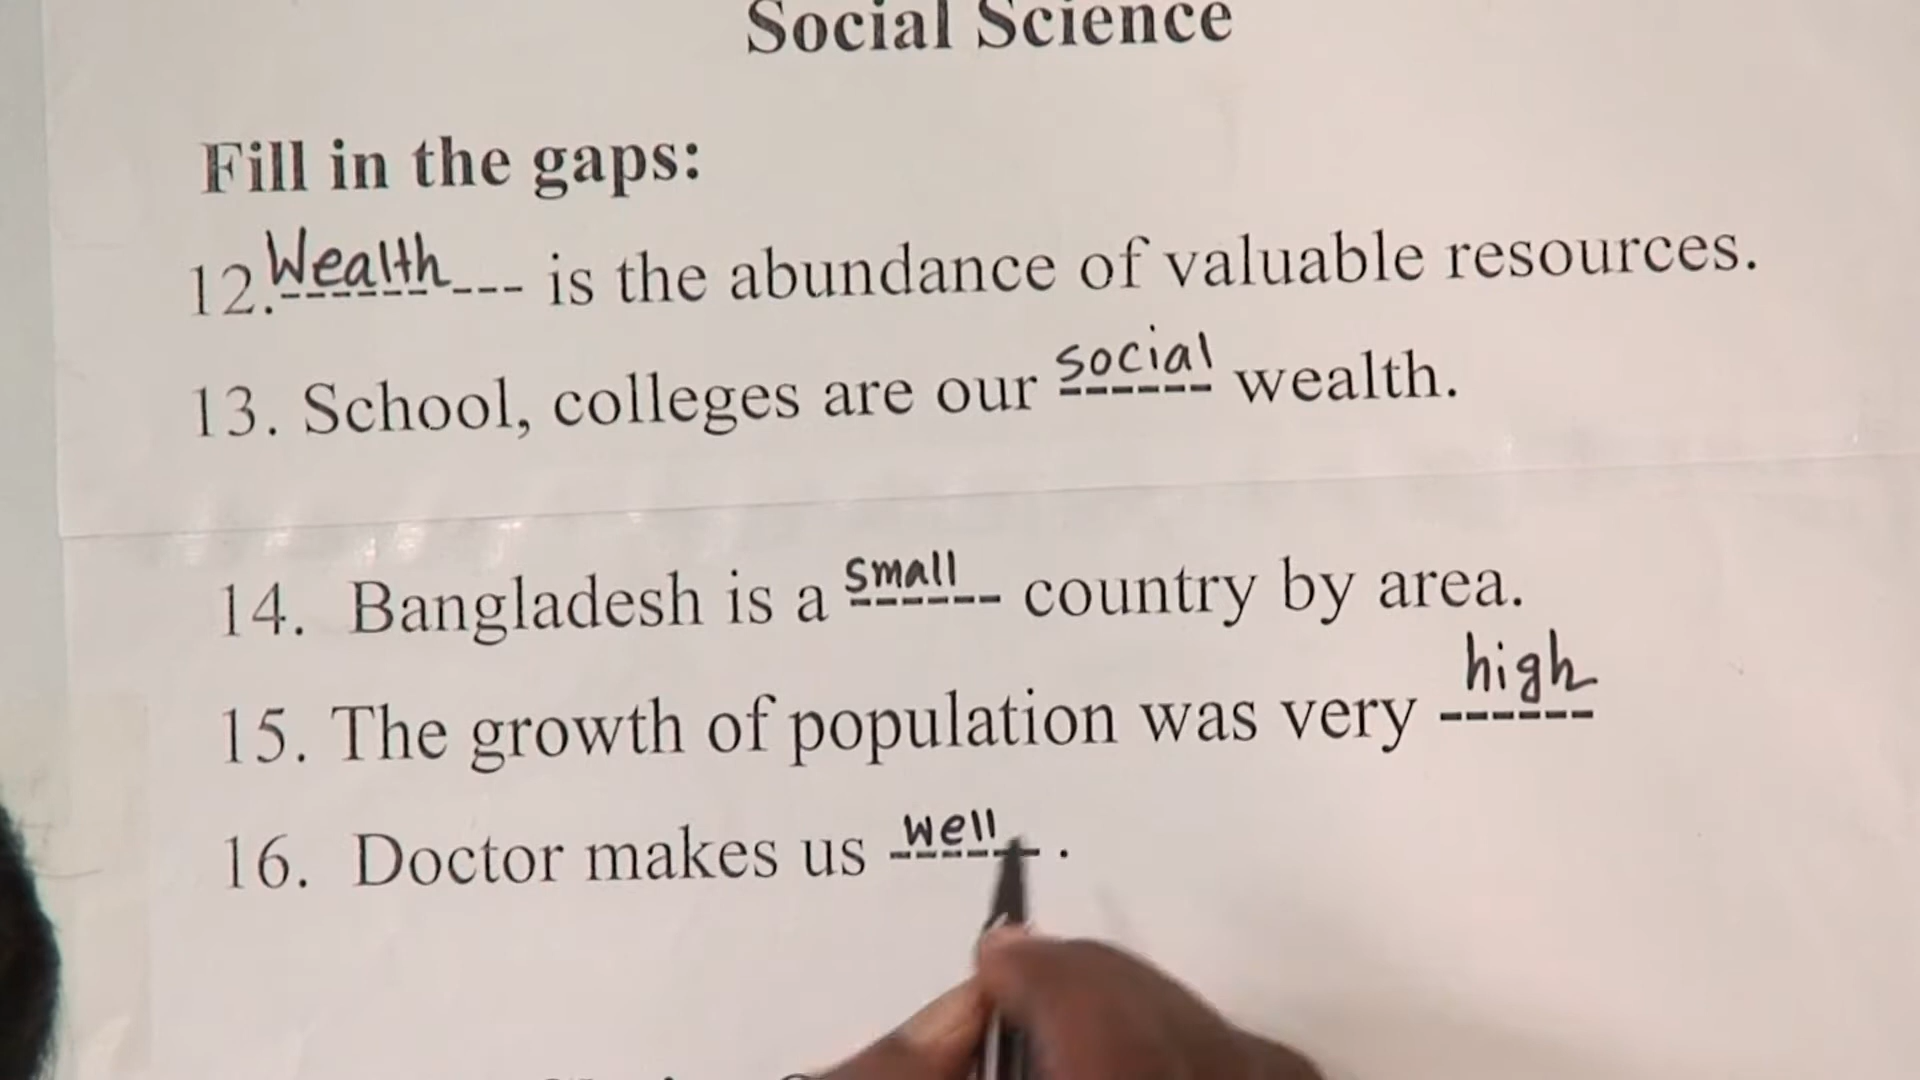 Social Science
Fill in the gaps:
12. Wealth --- is the abundance of valuable resources.
13. School, colleges are our social wealth.
14. Bangladesh is a small country by area.
15. The growth of population was very high
16. Doctor makes us well .